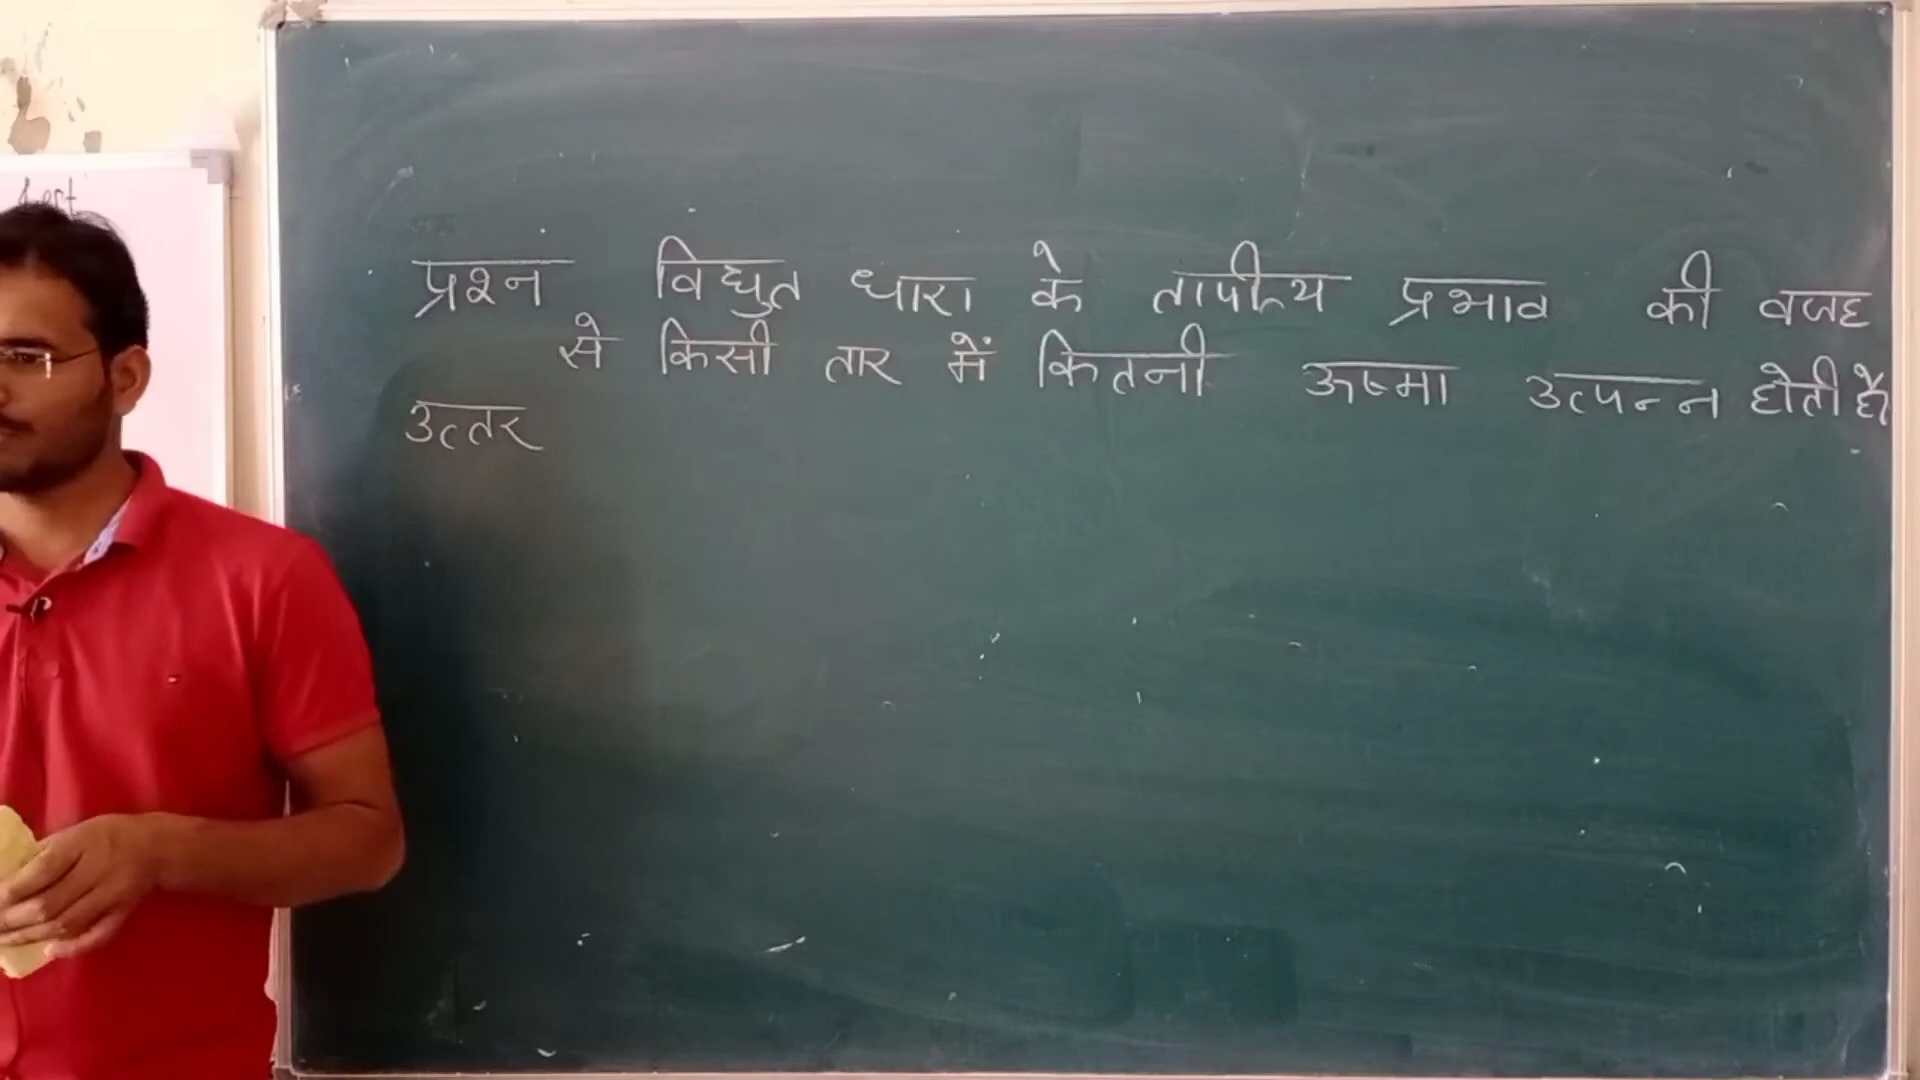 प्रश्न विद्युत धारा के तापीय प्रभाव की वजह
से किसी तार में कितनी ऊष्मा उत्पन्न होती है
उत्तर